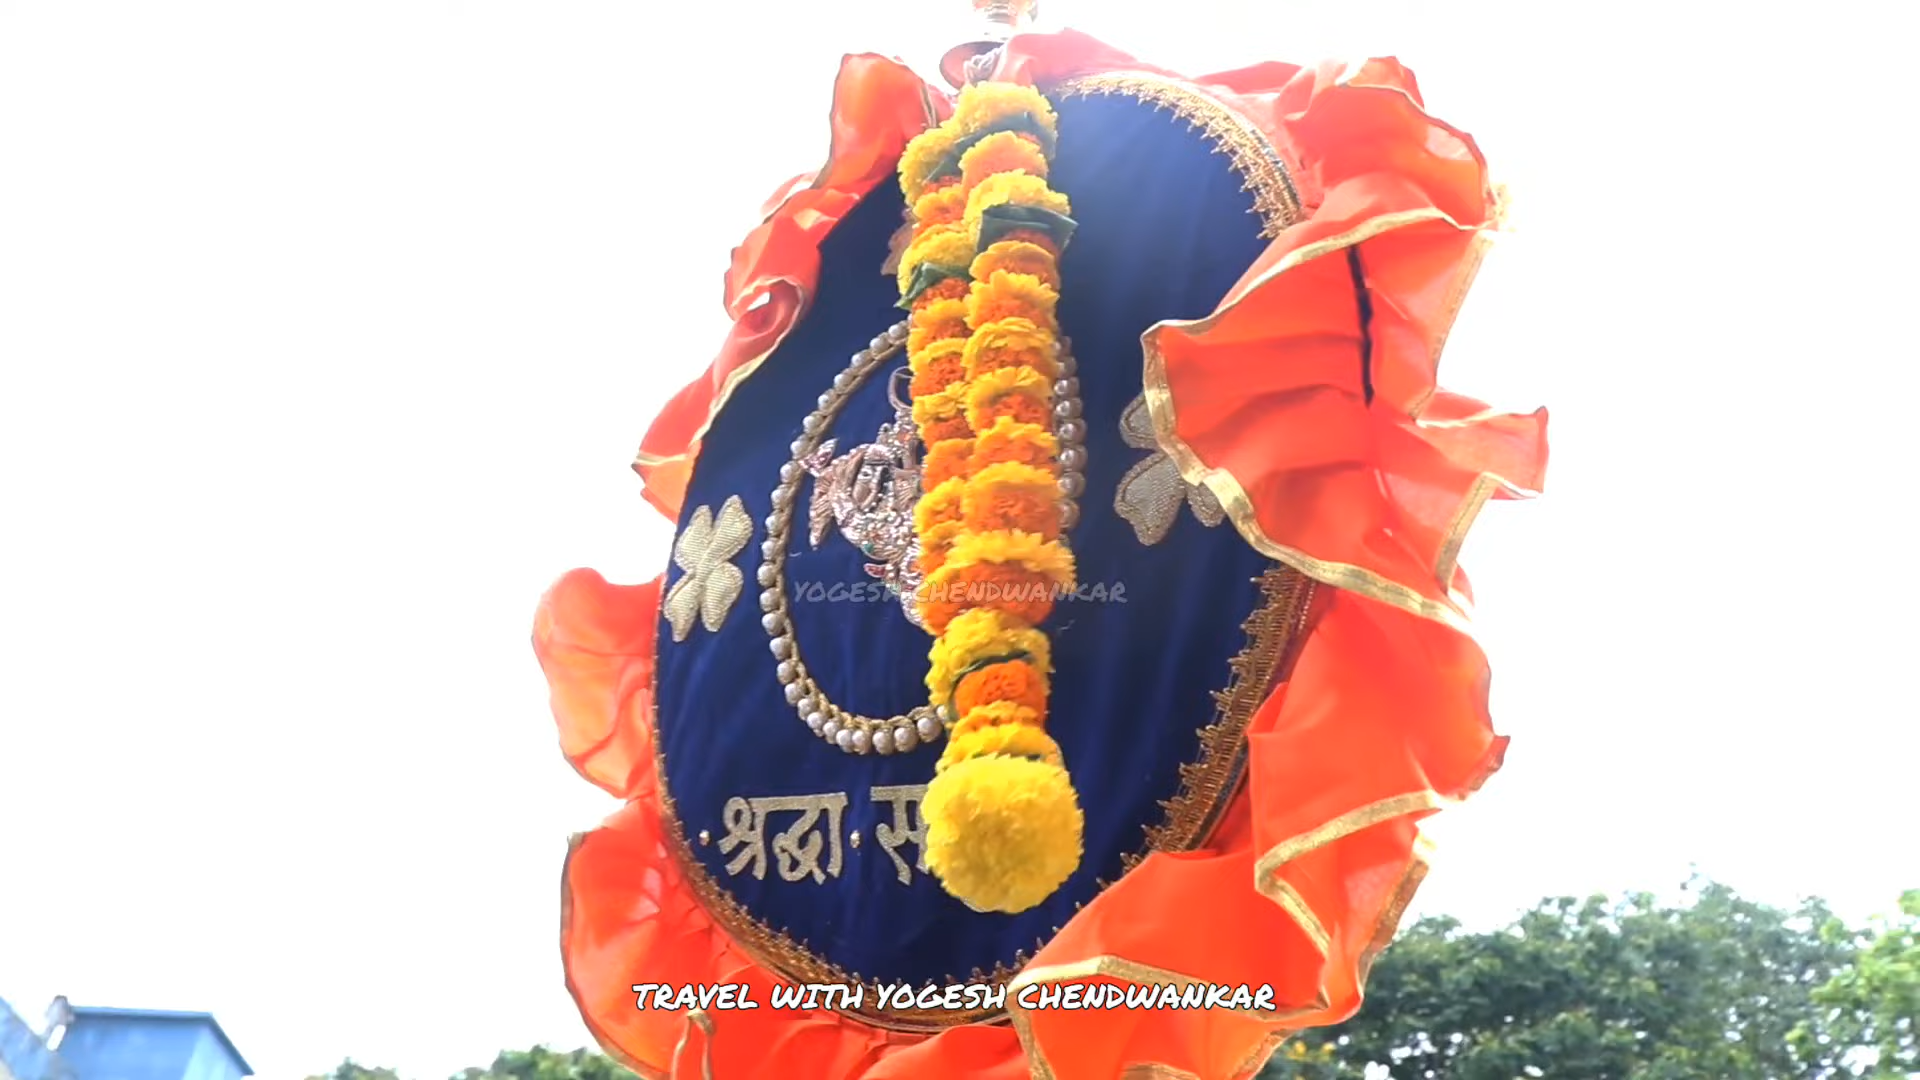 YOGESH CHENDWANKAR
श्रद्धा
TRAVEL WITH YOGESH CHENDWANKAR